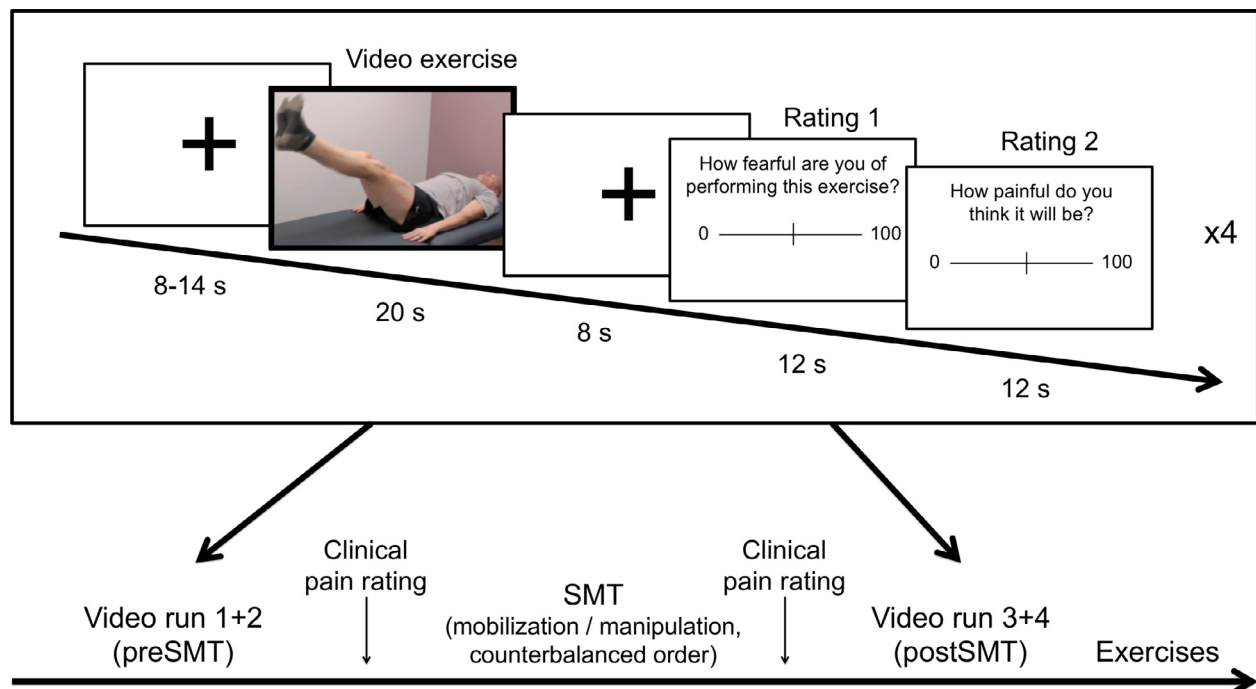 Video exercise
Rating 1
Rating 2
How fearful are you of
performing this exercise?
0
100
How painful do you
think it will be?
0
100
x4
8-14 s
20 s
8 s
12 s
12 s
Clinical
pain rating
Clinical
pain rating
Video run 1+2
(preSMT)
SMT
(mobilization / manipulation,
counterbalanced order)
Video run 3+4
(postSMT)
Exercises